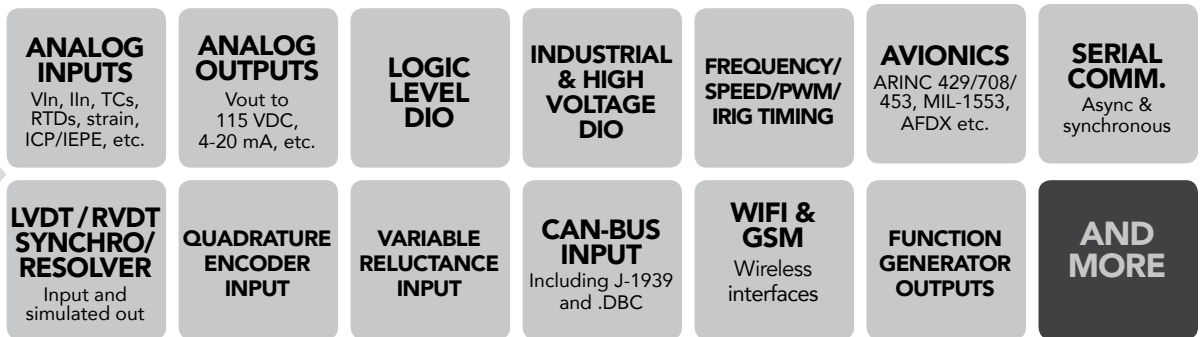 ANALOG
INPUTS
VIn, IIn, TCs,
RTDs, strain,
ICP/IEPE, etc.
ANALOG
OUTPUTS
Vout to
115 VDC,
4-20 mA, etc.
LOGIC
LEVEL
DIO
INDUSTRIAL
& HIGH
VOLTAGE
DIO
FREQUENCY/
SPEED/PWM/
IRIG TIMING
AVIONICS
ARINC 429/708/
453, MIL-1553,
AFDX etc.
SERIAL
COMM.
Async &
synchronous
LVDT / RVDT
SYNCHRO/
RESOLVER
Input and
simulated out
QUADRATURE
ENCODER
INPUT
VARIABLE
RELUCTANCE
INPUT
CAN-BUS
INPUT
Including J-1939
and .DBC
WIFI &
GSM
Wireless
interfaces
FUNCTION
GENERATOR
OUTPUTS
AND
MORE